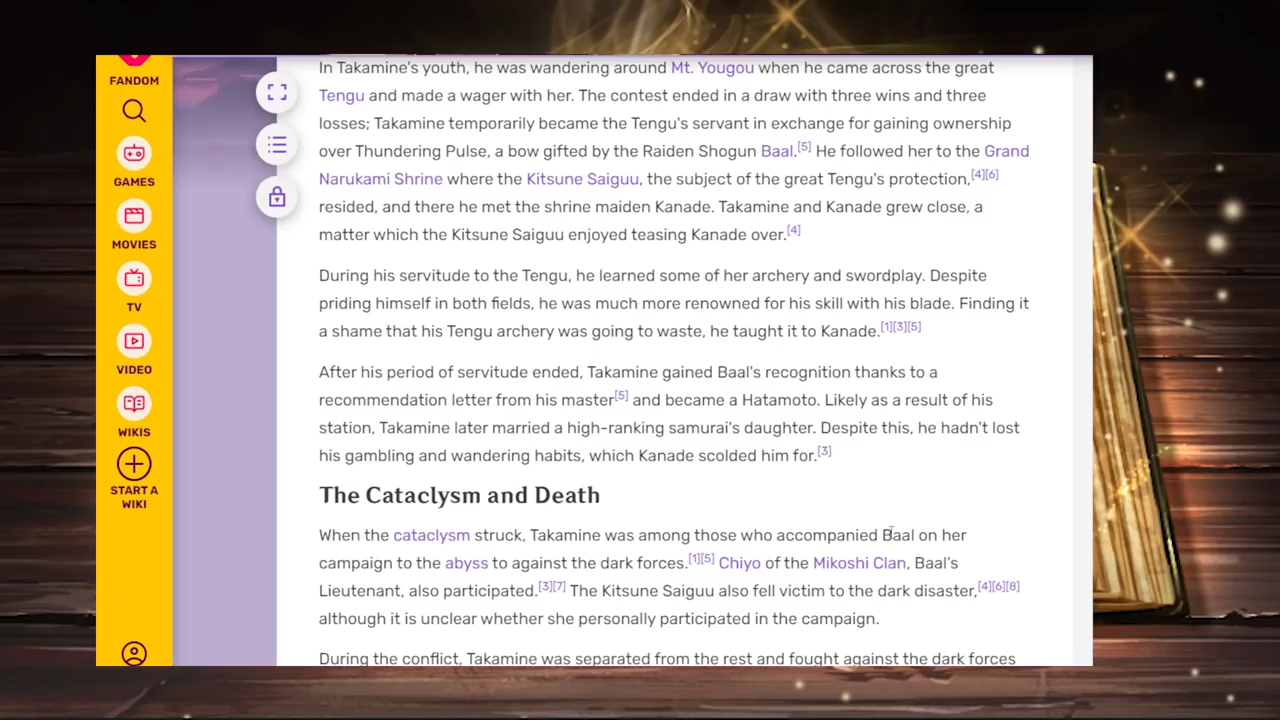 FANDOM
GAMES
MOVIES
TV
VIDEO
WIKIS
START A
WIKI
In Takamine's youth, he was wandering around Mt. Yougou when he came across the great
Tengu and made a wager with her. The contest ended in a draw with three wins and three
losses; Takamine temporarily became the Tengu's servant in exchange for gaining ownership
over Thundering Pulse, a bow gifted by the Raiden Shogun Baal.[5] He followed her to the Grand
Narukami Shrine where the Kitsune Saiguu, the subject of the great Tengu's protection,[4][6]
resided, and there he met the shrine maiden Kanade. Takamine and Kanade grew close, a
matter which the Kitsune Saiguu enjoyed teasing Kanade over.[4]
During his servitude to the Tengu, he learned some of her archery and swordplay. Despite
priding himself in both fields, he was much more renowned for his skill with his blade. Finding it
a shame that his Tengu archery was going to waste, he taught it to Kanade.[1][3][5]
After his period of servitude ended, Takamine gained Baal's recognition thanks to a
recommendation letter from his master[5] and became a Hatamoto. Likely as a result of his
station, Takamine later married a high-ranking samurai's daughter. Despite this, he hadn't lost
his gambling and wandering habits, which Kanade scolded him for.[3]
The Cataclysm and Death
When the cataclysm struck, Takamine was among those who accompanied Baal on her
campaign to the abyss to against the dark forces.[1][5] Chiyo of the Mikoshi Clan, Baal's
Lieutenant, also participated.[3][7] The Kitsune Saiguu also fell victim to the dark disaster,[4][6][8]
although it is unclear whether she personally participated in the campaign.
During the conflict, Takamine was separated from the rest and fought against the dark forces